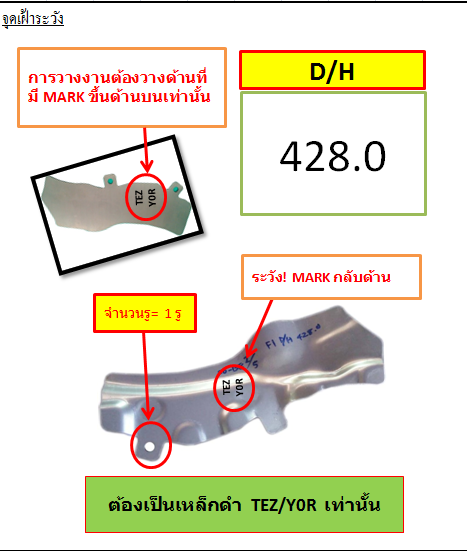 จุดเฝ้าระวัง
การวางงานต้องวางด้านที่
มี MARK ขึ้นด้านบนเท่านั้น
D/H
428.0
TEZ
Y0R
ระวัง! MARK กลับด้าน
จำนวนรู= 1 รู
F1 D/H 428.0
TEZ
Y0R
ต้องเป็นเหล็กดำ TEZ/Y0R เท่านั้น